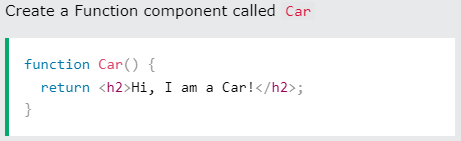 Create a Function component called Car
function Car() {
  return <h2>Hi, I am a Car!</h2>;
}